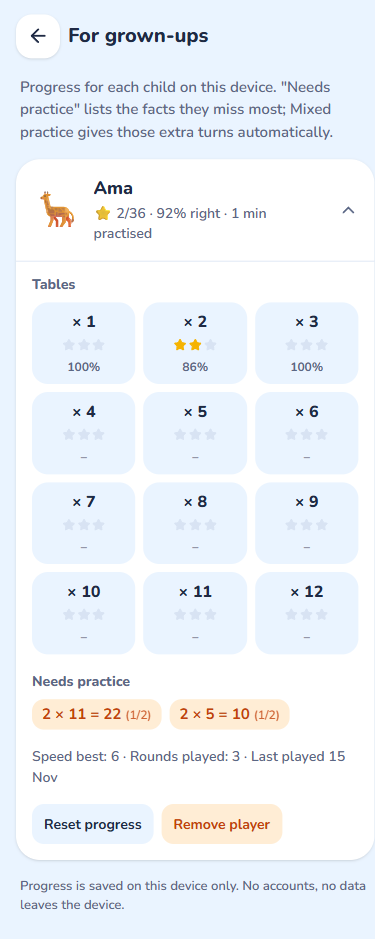 For grown-ups
Progress for each child on this device. "Needs
practice" lists the facts they miss most; Mixed
practice gives those extra turns automatically.
Ama
2/36 · 92% right · 1 min
practised
Tables
× 1
100%
× 2
86%
× 3
100%
× 4
–
× 5
–
× 6
–
× 7
–
× 8
–
× 9
–
× 10
–
× 11
–
× 12
–
Needs practice
2 × 11 = 22 (1/2)
2 × 5 = 10 (1/2)
Speed best: 6 · Rounds played: 3 · Last played 15
Nov
Reset progress
Remove player
Progress is saved on this device only. No accounts, no data
leaves the device.